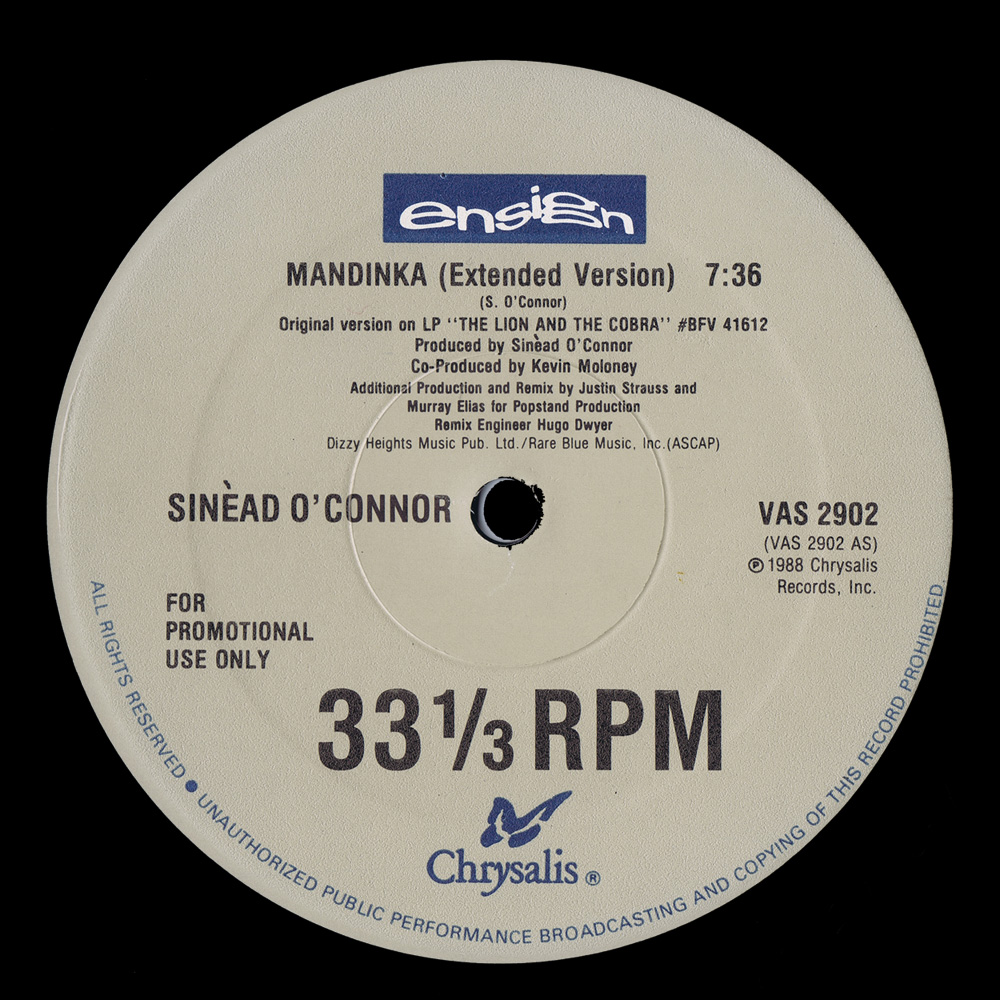 ensign
MANDINKA (Extended Version) 7:36
(S. O'Connor)
Original version on LP ''THE LION AND THE COBRA'' #BFV 41612
Produced by Sinèad O'Connor
Co-Produced by Kevin Moloney
Additional Production and Remix by Justin Strauss and
Murray Elias for Popstand Production
Remix Engineer Hugo Dwyer
Dizzy Heights Music Pub. Ltd./Rare Blue Music, Inc.(ASCAP)
SINÈAD O'CONNOR
VAS 2902
(VAS 2902 AS)
℗ 1988 Chrysalis
Records, Inc.
FOR
PROMOTIONAL
USE ONLY
33 1/3 RPM
Chrysalis ®
ALL RIGHTS RESERVED ● UNAUTHORIZED PUBLIC PERFORMANCE BROADCASTING AND COPYING OF THIS RECORD PROHIBITED.